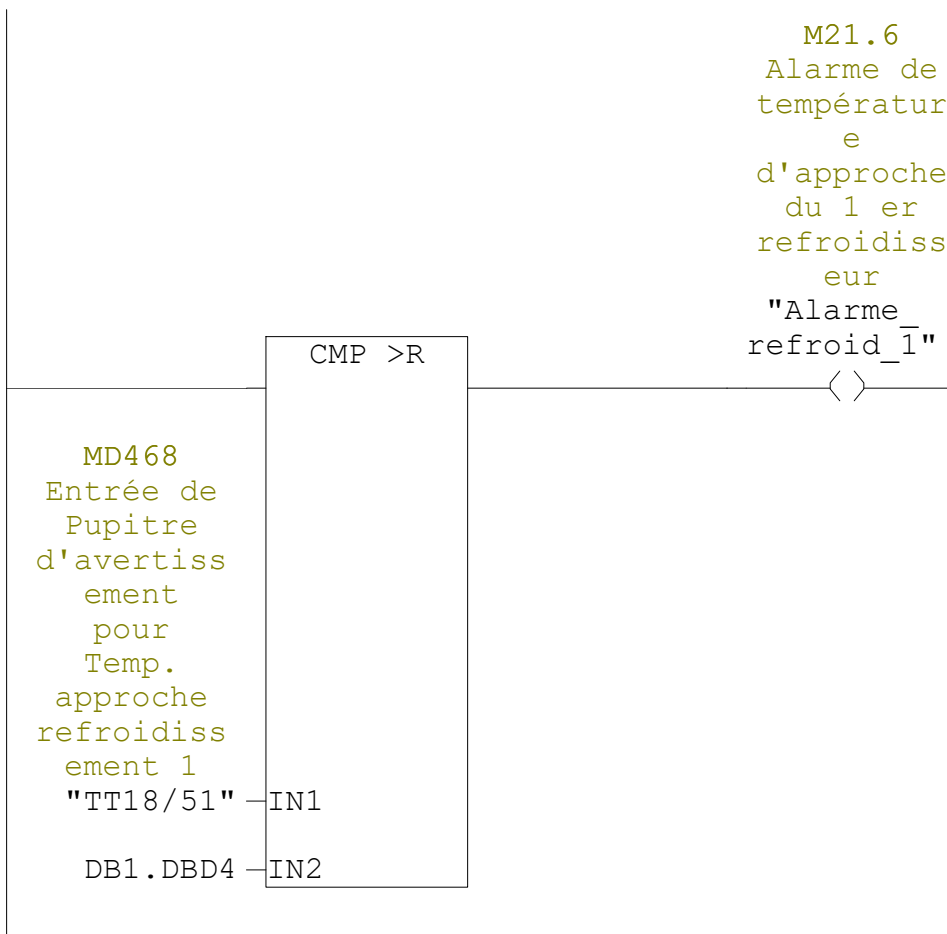 M21.6
Alarme de
températur
e
d'approche
du 1 er
refroidiss
eur
"Alarme_
refroid_1"
CMP >R
MD468
Entrée de
Pupitre
d'avertiss
ement
pour
Temp.
approche
refroidiss
ement 1
"TT18/51"
IN1
DB1.DBD4
IN2